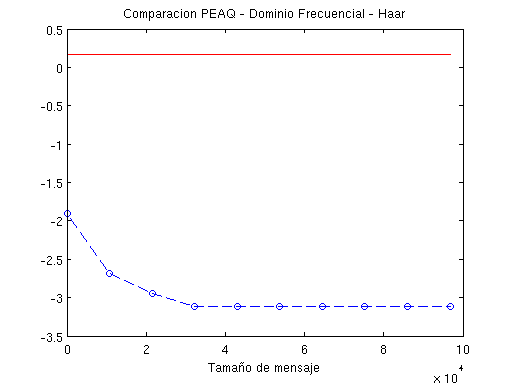 Comparacion PEAQ - Dominio Frecuencial - Haar
0.5
0
-0.5
-1
-1.5
-2
-2.5
-3
-3.5
0 2 4 6 8 10
x 10^4
Tamaño de mensaje